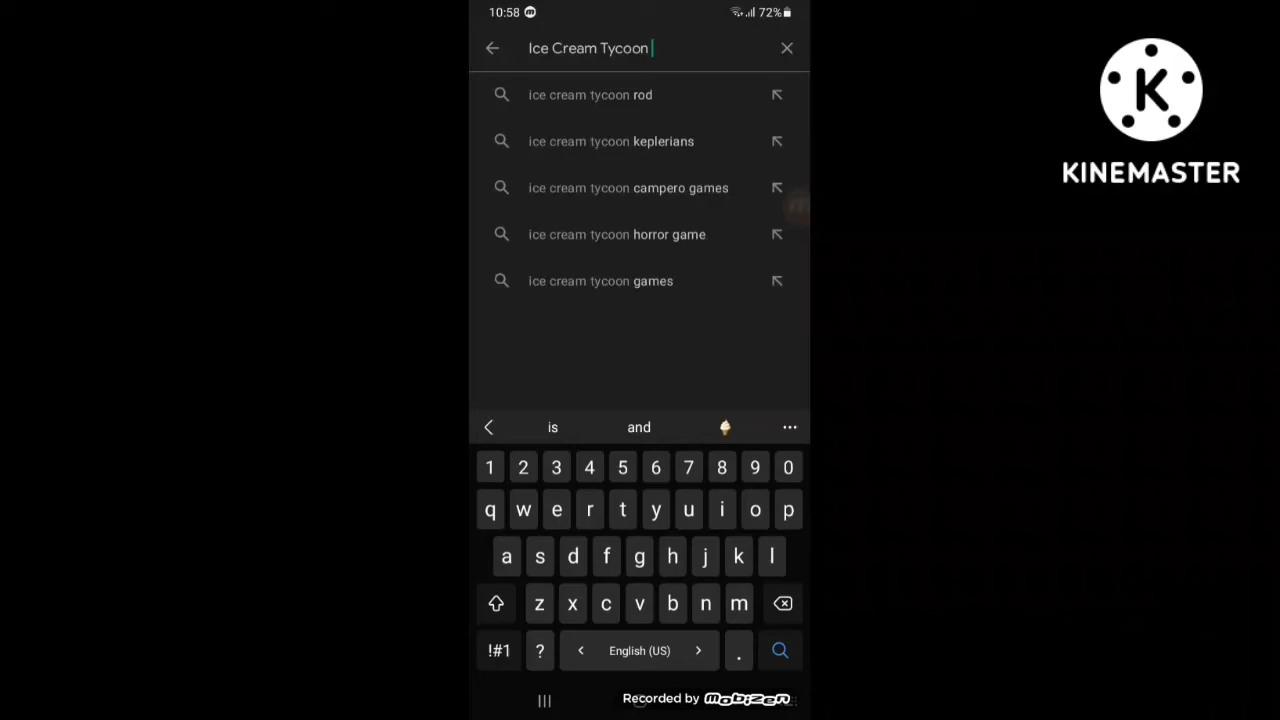 10:58
72%
Ice Cream Tycoon
ice cream tycoon rod
ice cream tycoon keplerians
ice cream tycoon campero games
ice cream tycoon horror game
ice cream tycoon games
is and
1 2 3 4 5 6 7 8 9 0
q w e r t y u i o p
a s d f g h j k l
z x c v b n m
!#1 ? < English (US) > .
Recorded by mobizen
K
KINEMASTER